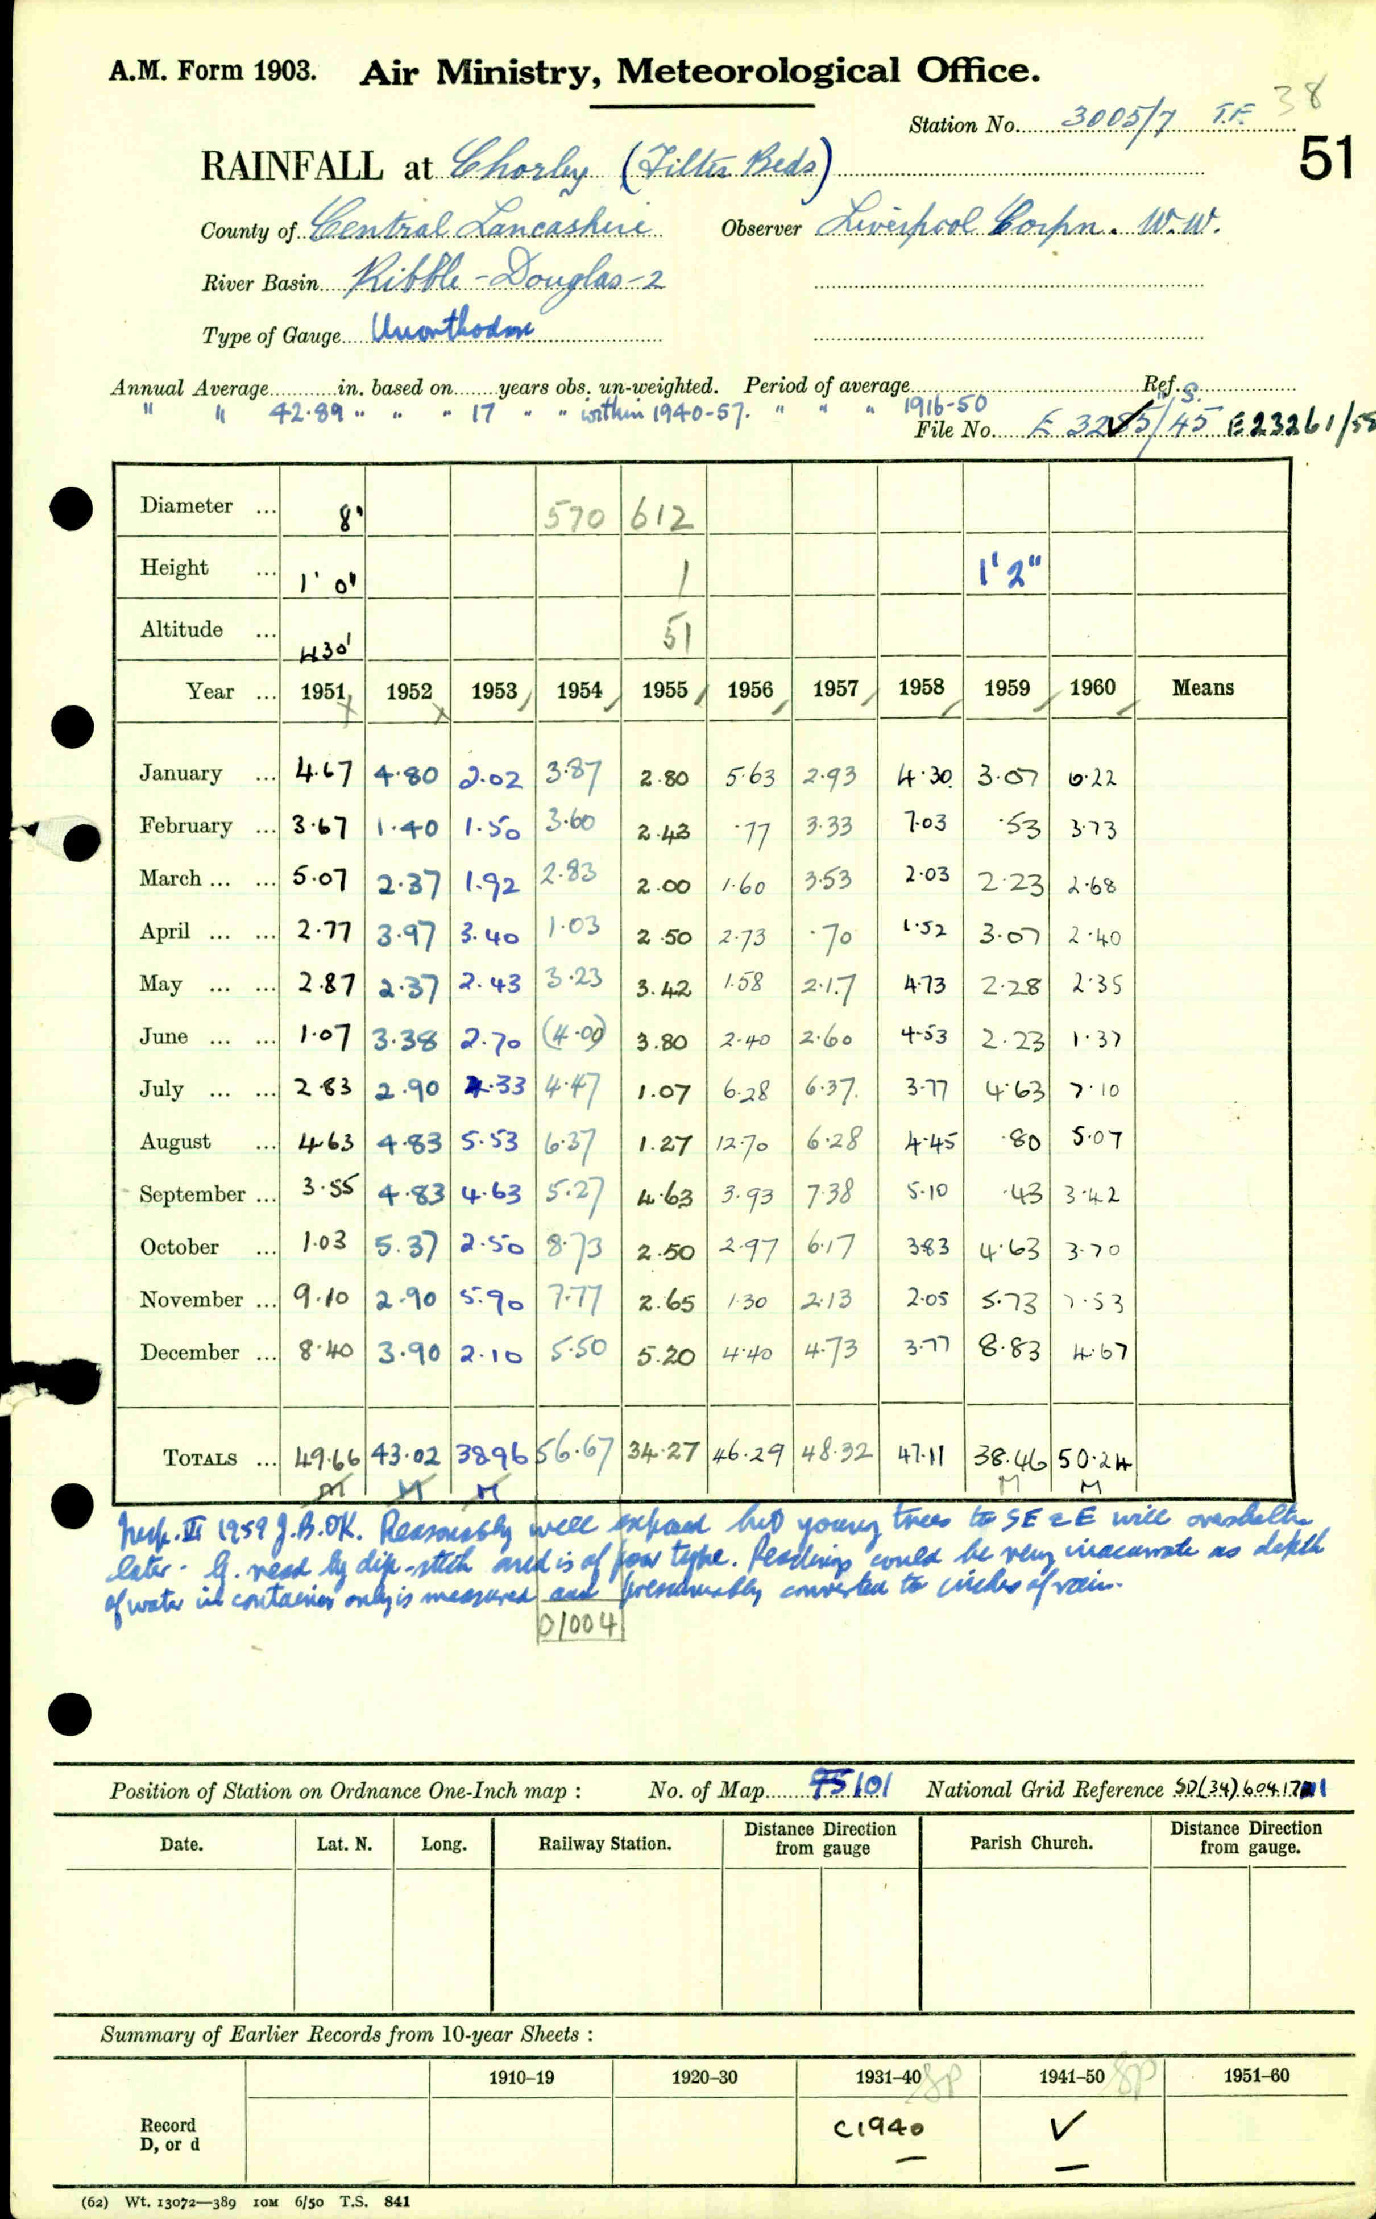 A.M. Form 1903. Air Ministry, Meteorological Office.
38
Station No. 3005/7 T.F.
51
RAINFALL at Chorley (Filter Beds)
County of Central Lancashire Observer Liverpool Corpn. W.W.
River Basin Ribble-Douglas-2
Type of Gauge Unorthodox
Annual Average in. based on years obs. un-weighted. Period of average Ref.
" " 42.89 " " " 17 " " within 1940-57. " " " 1916-50 S.
File No. E 3285/45 E23261/58
Diameter ... 8" 570 612
Height ... 1' 0" 1 1'2"
Altitude ... 430' 51
Year ... 1951 1952 1953 1954 1955 1956 1957 1958 1959 1960 Means
January ... 4.67 4.80 2.02 3.87 2.80 5.63 2.93 4.30 3.07 6.22
February ... 3.67 1.40 1.50 3.60 2.43 .77 3.33 7.03 .53 3.73
March ... ... 5.07 2.37 1.92 2.83 2.00 1.60 3.53 2.03 2.23 2.68
April ... ... 2.77 3.97 3.40 1.03 2.50 2.73 .70 1.52 3.07 2.40
May ... ... 2.87 2.37 2.43 3.23 3.42 1.58 2.17 4.73 2.28 2.35
June ... ... 1.07 3.38 2.70 (4.00) 3.80 2.40 2.60 4.53 2.23 1.37
July ... ... 2.83 2.90 4.33 4.47 1.07 6.28 6.37 3.77 4.63 7.10
August ... 4.63 4.83 5.53 6.37 1.27 12.70 6.28 4.45 .80 5.07
September ... 3.55 4.83 4.63 5.27 4.63 3.93 7.38 5.10 .43 3.42
October ... 1.03 5.37 2.50 8.73 2.50 2.97 6.17 3.83 4.63 3.70
November ... 9.10 2.90 5.90 7.77 2.65 1.30 2.13 2.05 5.73 7.53
December ... 8.40 3.90 2.10 5.50 5.20 4.40 4.73 3.77 8.83 4.67
TOTALS ... 49.66 43.02 38.96 56.67 34.27 46.29 48.32 47.11 38.46 50.24
M M M M M
Insp. III 1959 J.B. OK. Reasonably well exposed but young trees to SE & E will overshelter
later. G. read by dip-stick and is of poor type. Readings could be very inaccurate as depth
of water in container only is measured and presumably converted to inches of rain.
01004
Position of Station on Ordnance One-Inch map : No. of Map 95 101 National Grid Reference SD(34)604171
Date. Lat. N. Long. Railway Station. Distance from Direction gauge Parish Church. Distance from Direction gauge.
Summary of Earlier Records from 10-year Sheets :
1910-19 1920-30 1931-40 SP 1941-50 SP 1951-60
Record D, or d C1940 ✓
(62) Wt. 13072—389 10M 6/50 T.S. 841